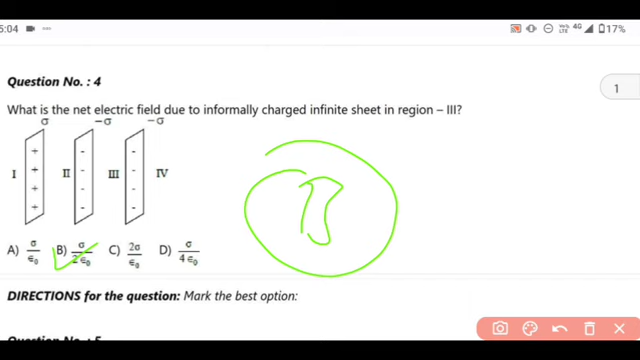 5:04 17%
Question No. : 4
1
What is the net electric field due to informally charged infinite sheet in region – III?
σ −σ −σ
I II III IV
A) σ/ϵ₀ B) σ/2ϵ₀ C) 2σ/ϵ₀ D) σ/4ϵ₀
DIRECTIONS for the question: Mark the best option:
Question No. : 5